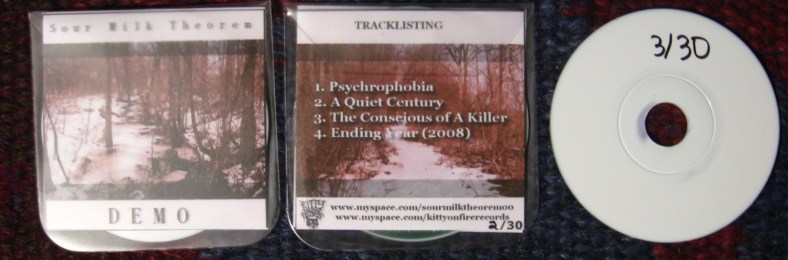 Sour Milk Theorem
DEMO
TRACKLISTING
1. Psychrophobia
2. A Quiet Century
3. The Conscious of A Killer
4. Ending Year (2008)
www.myspace.com/sourmilktheorem00
www.myspace.com/kittyonfirerecords
2/30
3/30